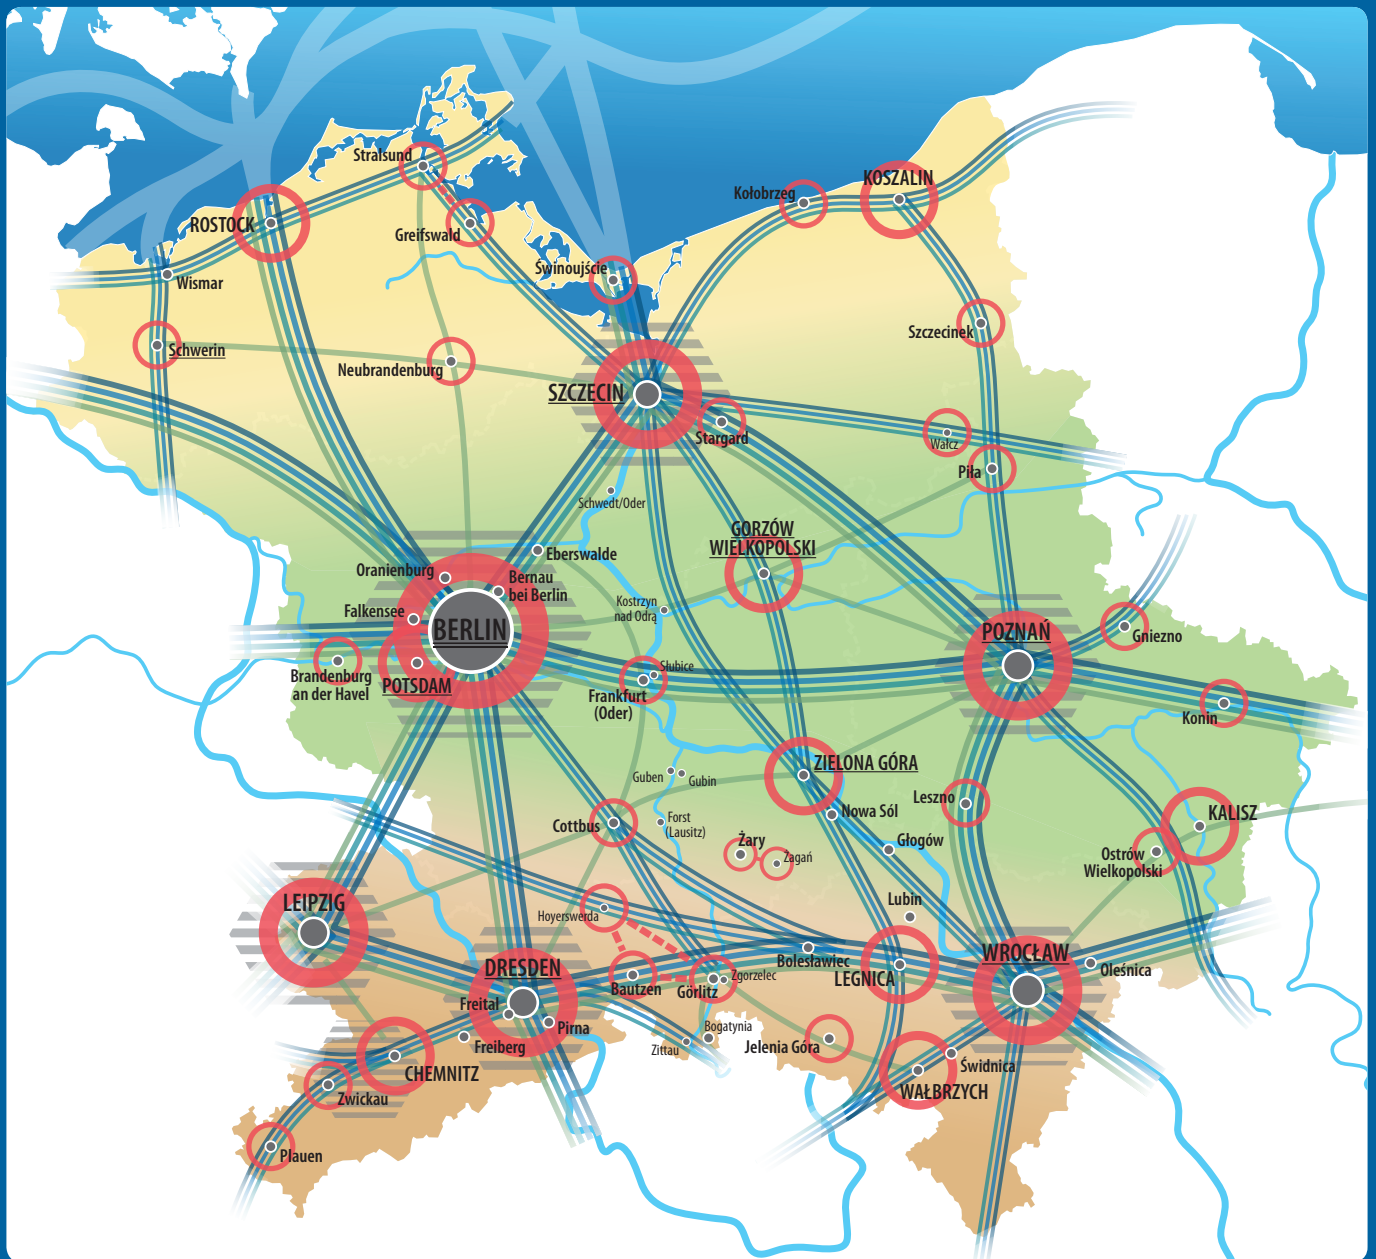 Stralsund
KOSZALIN
Kołobrzeg
ROSTOCK
Greifswald
Świnoujście
Wismar
Szczecinek
Schwerin
Neubrandenburg
SZCZECIN
Stargard
Wałcz
Piła
Schwedt/Oder
GORZÓW
WIELKOPOLSKI
Eberswalde
Oranienburg
Bernau
bei Berlin
Kostrzyn
nad Odrą
Falkensee
BERLIN
POZNAŃ
Gniezno
Słubice
Brandenburg
an der Havel
POTSDAM
Frankfurt
(Oder)
Konin
ZIELONA GÓRA
Guben
Gubin
Leszno
Nowa Sól
KALISZ
Forst
(Lausitz)
Cottbus
Żary
Żagań
Głogów
Ostrów
Wielkopolski
LEIPZIG
Hoyerswerda
Lubin
WROCŁAW
DRESDEN
Bolesławiec
LEGNICA
Oleśnica
Bautzen
Görlitz
Zgorzelec
Freital
Pirna
Bogatynia
Zittau
Freiberg
Jelenia Góra
Świdnica
CHEMNITZ
WAŁBRZYCH
Zwickau
Plauen